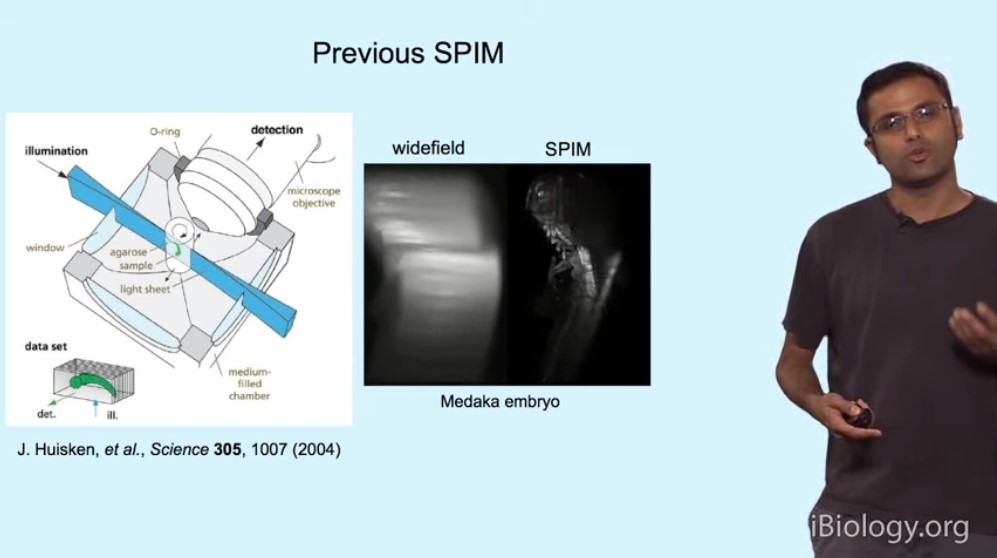 Previous SPIM
O-ring
detection
illumination
microscope
objective
window
agarose
sample
light sheet
data set
det.
ill.
medium-
filled
chamber
widefield
SPIM
Medaka embryo
J. Huisken, et al., Science 305, 1007 (2004)
iBiology.org